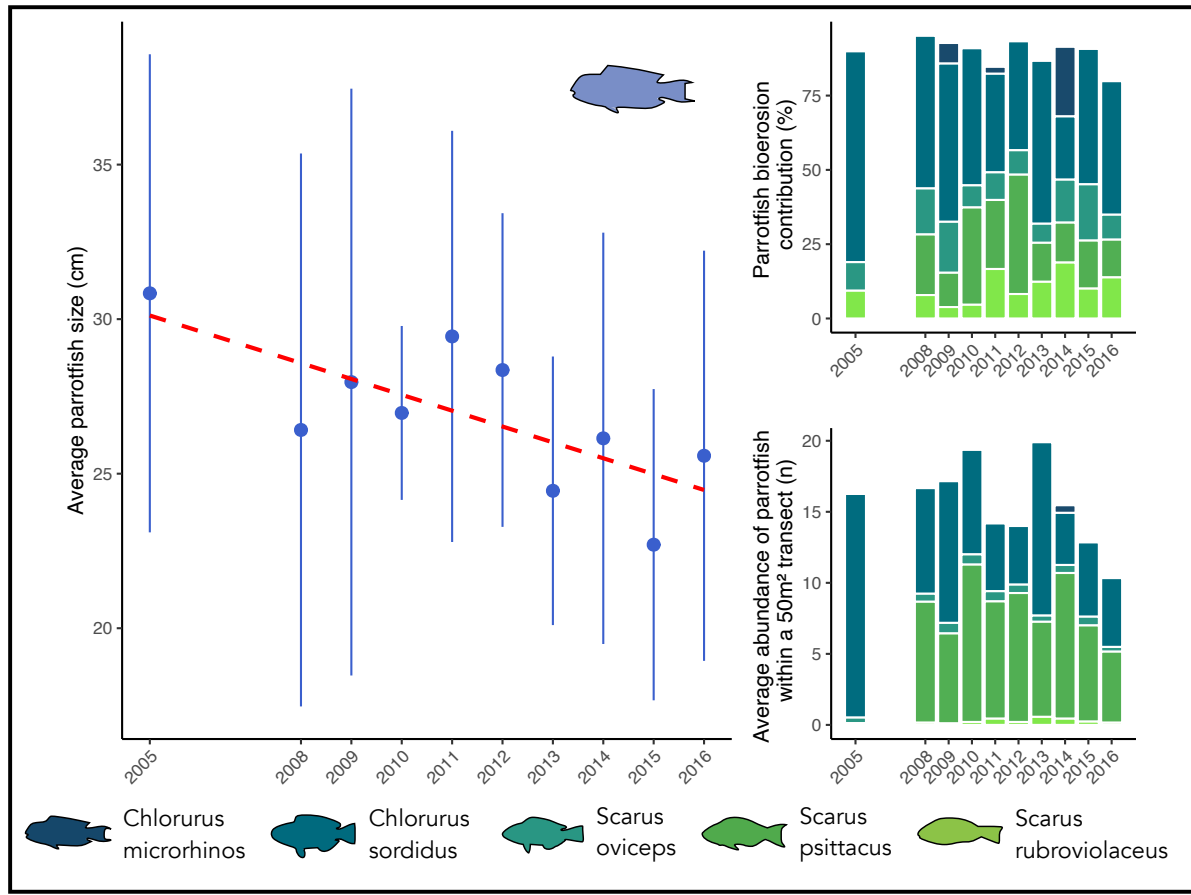 Average parrotfish size (cm)
35
30
25
20
2005
2008
2009
2010
2011
2012
2013
2014
2015
2016
Parrotfish bioerosion
contribution (%)
75
50
25
0
2005
2008
2009
2010
2011
2012
2013
2014
2015
2016
Average abundance of parrotfish
within a 50m² transect (n)
20
15
10
5
0
2005
2008
2009
2010
2011
2012
2013
2014
2015
2016
Chlorurus
microrhinos
Chlorurus
sordidus
Scarus
oviceps
Scarus
psittacus
Scarus
rubroviolaceus